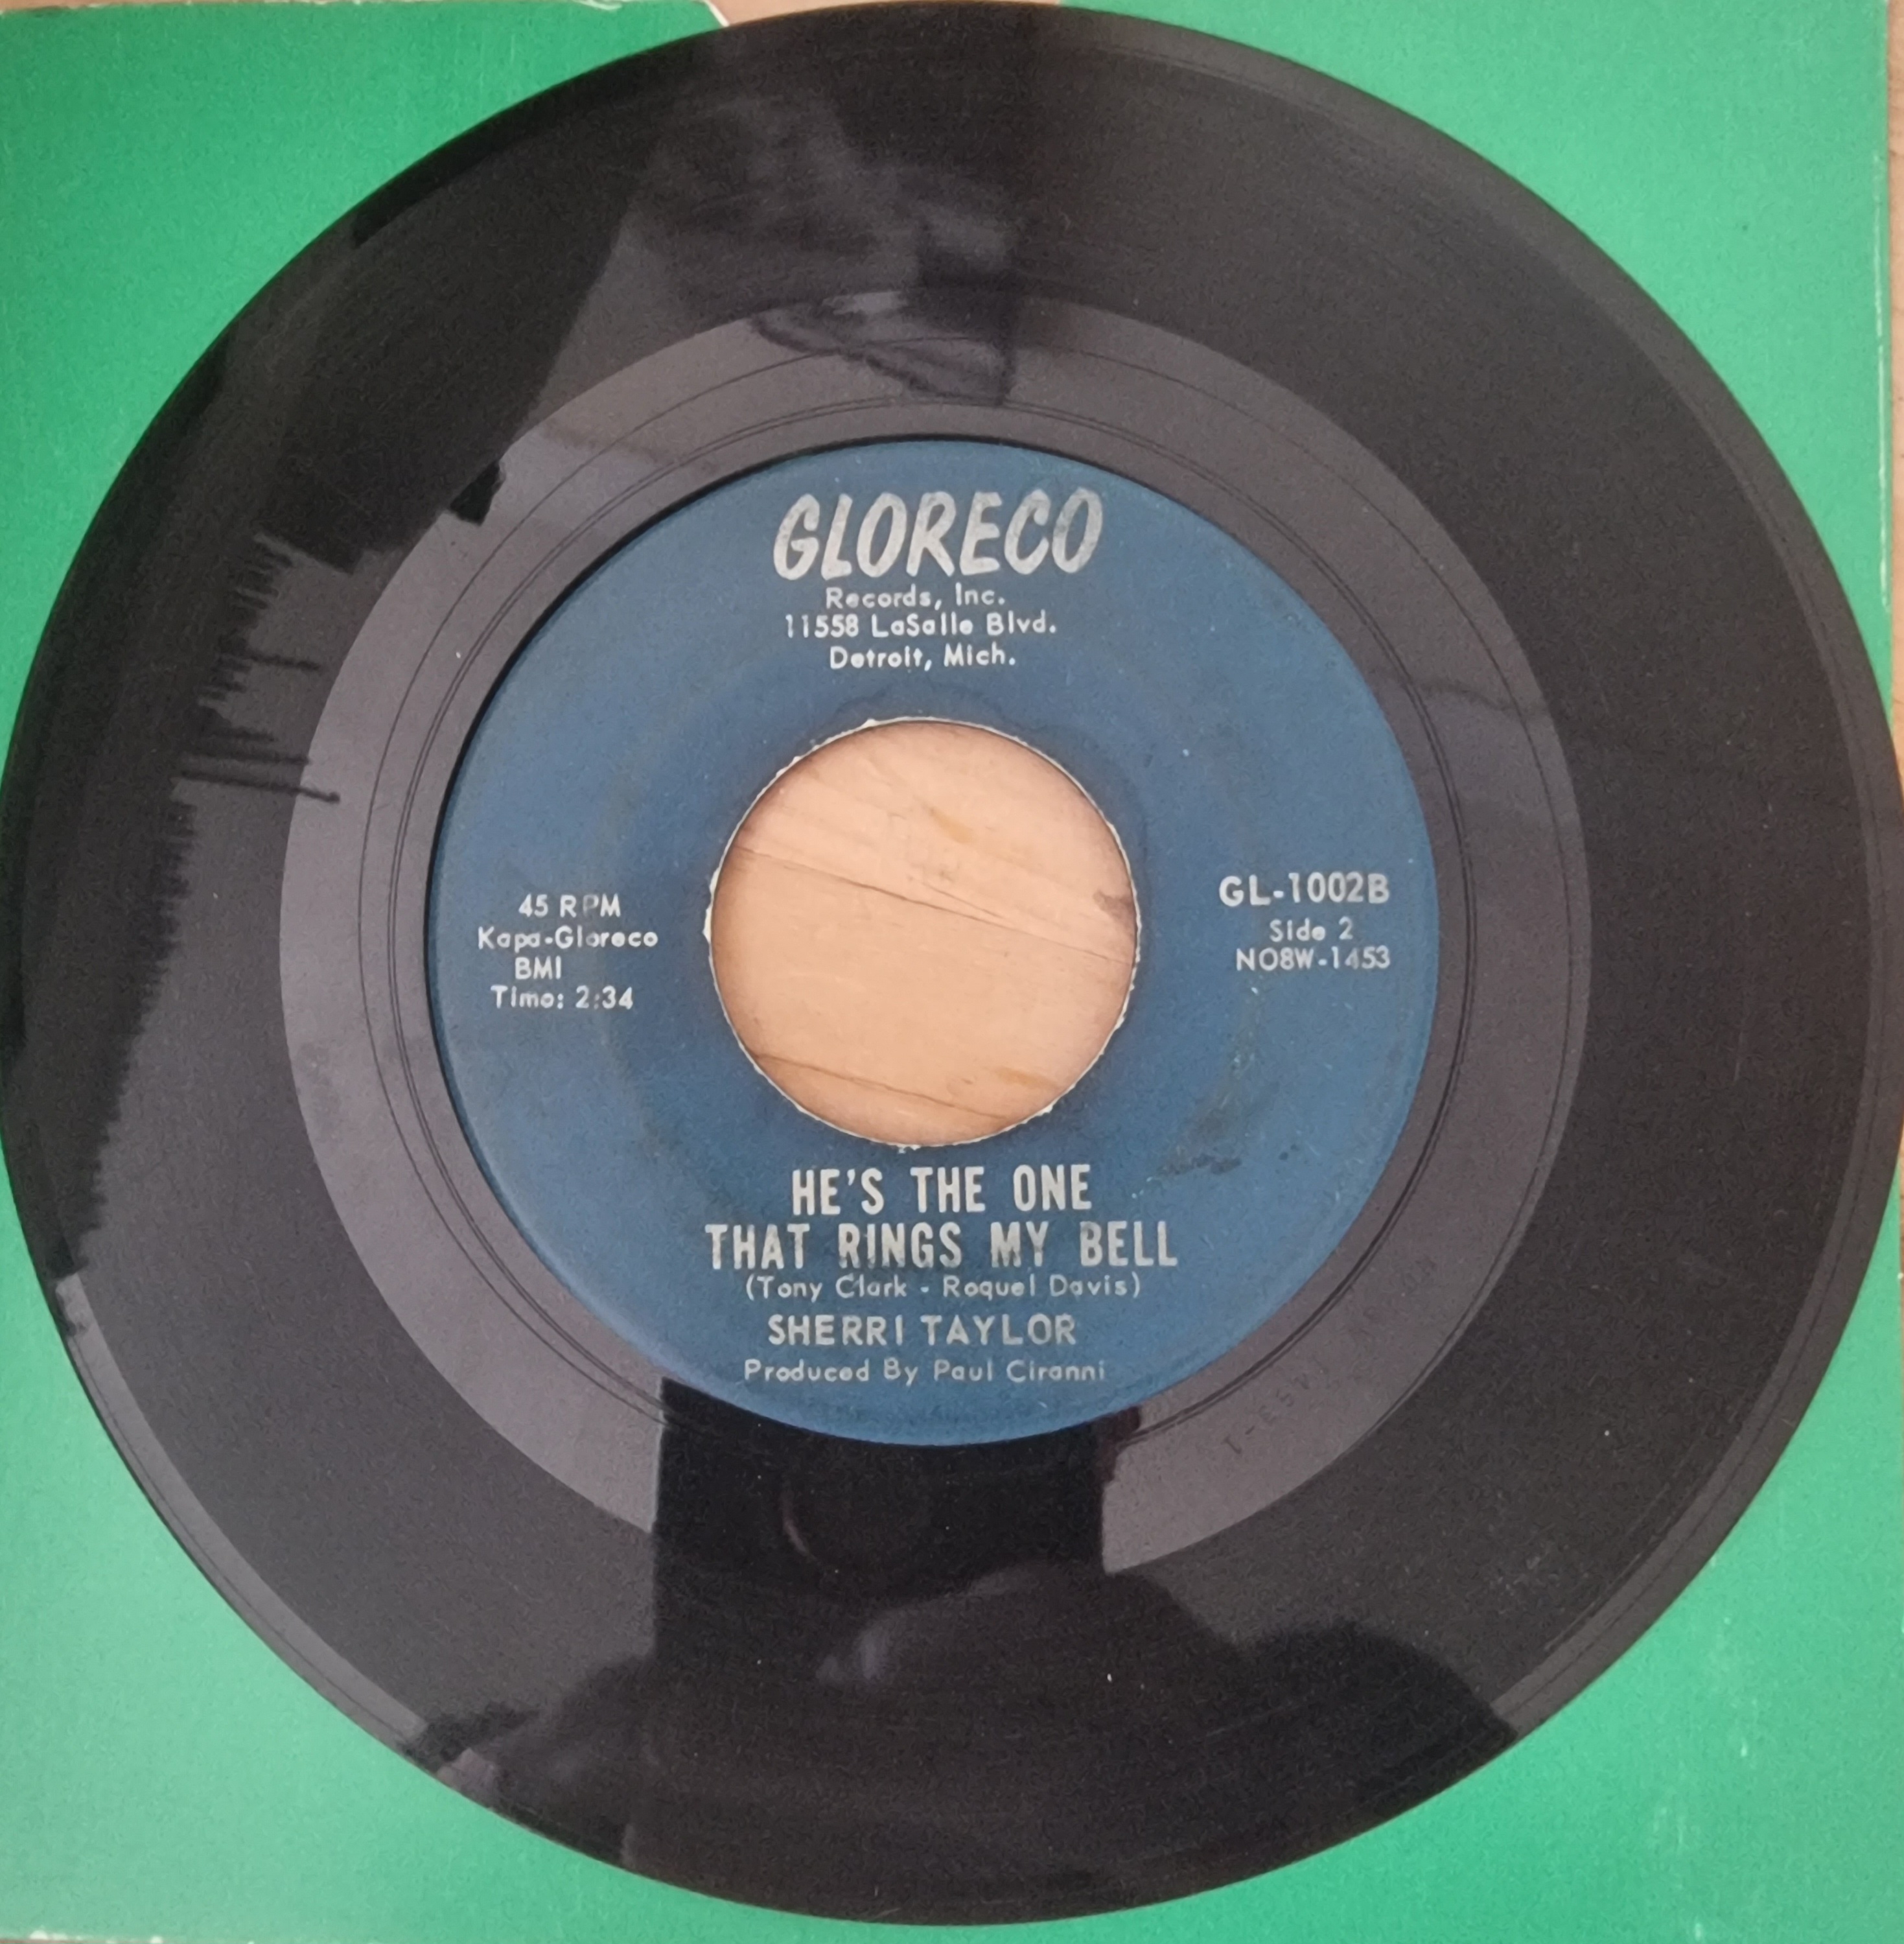 GLORECO
Records, Inc.
11558 LaSalle Blvd.
Detroit, Mich.
45 RPM
Kapa-Gloreco
BMI
Time: 2:34
GL-1002B
Side 2
NO8W-1453
HE'S THE ONE
THAT RINGS MY BELL
(Tony Clark - Roquel Davis)
SHERRI TAYLOR
Produced By Paul Ciranni